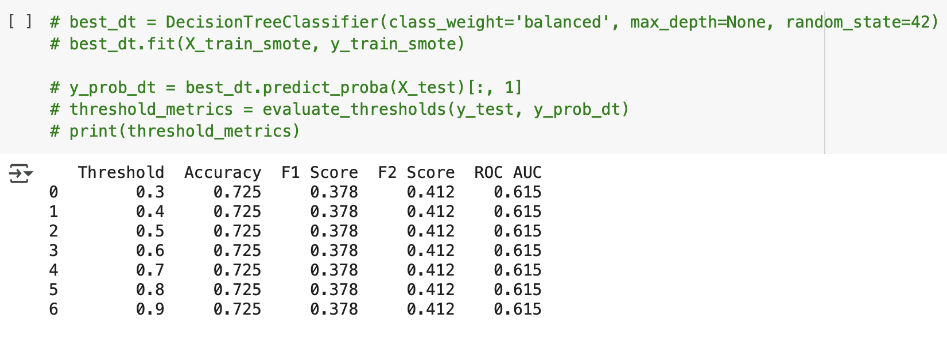 [ ] # best_dt = DecisionTreeClassifier(class_weight='balanced', max_depth=None, random_state=42)
# best_dt.fit(X_train_smote, y_train_smote)
# y_prob_dt = best_dt.predict_proba(X_test)[:, 1]
# threshold_metrics = evaluate_thresholds(y_test, y_prob_dt)
# print(threshold_metrics)
Threshold Accuracy F1 Score F2 Score ROC AUC
0 0.3 0.725 0.378 0.412 0.615
1 0.4 0.725 0.378 0.412 0.615
2 0.5 0.725 0.378 0.412 0.615
3 0.6 0.725 0.378 0.412 0.615
4 0.7 0.725 0.378 0.412 0.615
5 0.8 0.725 0.378 0.412 0.615
6 0.9 0.725 0.378 0.412 0.615